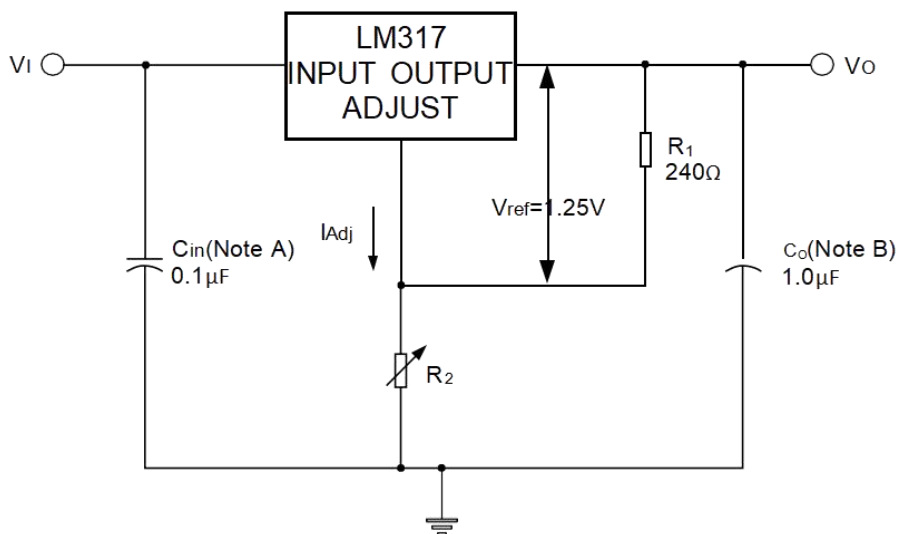 LM317
INPUT OUTPUT
ADJUST
VI
VO
R1
240Ω
Vref=1.25V
IAdj
Cin(Note A)
0.1μF
Co(Note B)
1.0μF
R2